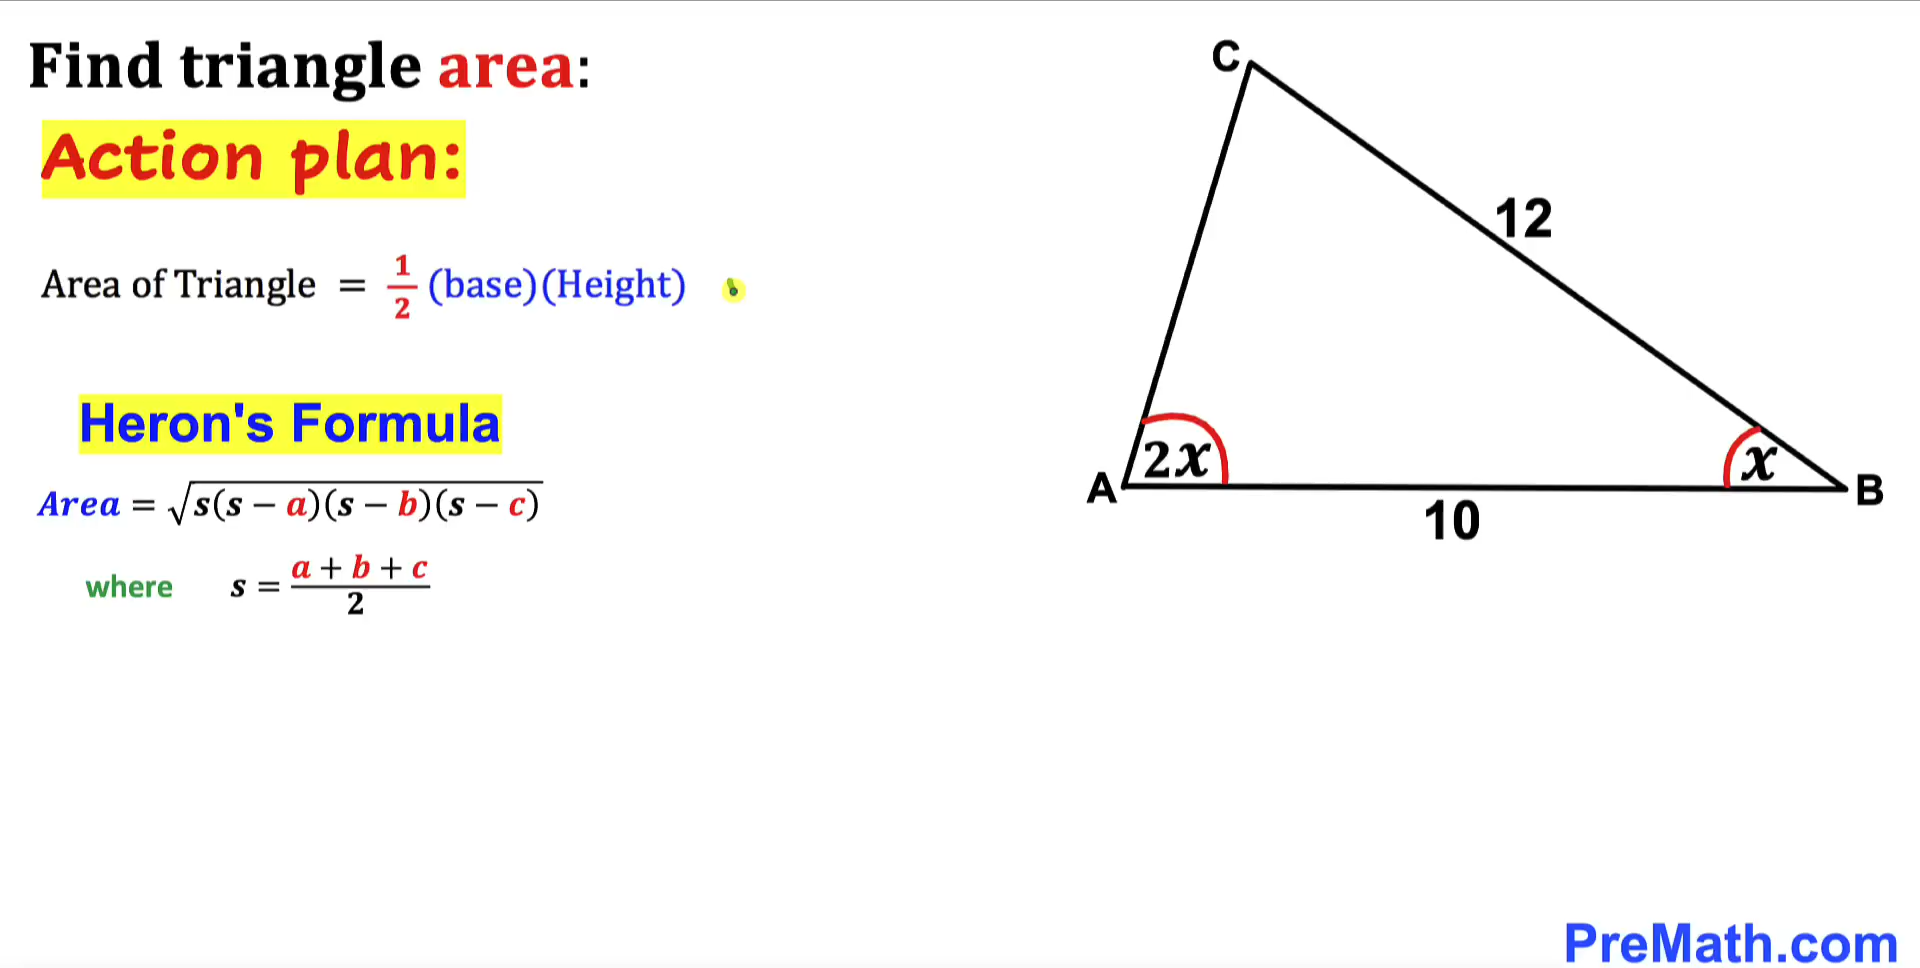 Find triangle area:
Action plan:
Area of Triangle = 1/2 (base)(Height)
Heron's Formula
Area = √s(s − a)(s − b)(s − c)
where s = a + b + c / 2
C
12
2x
x
A
B
10
PreMath.com